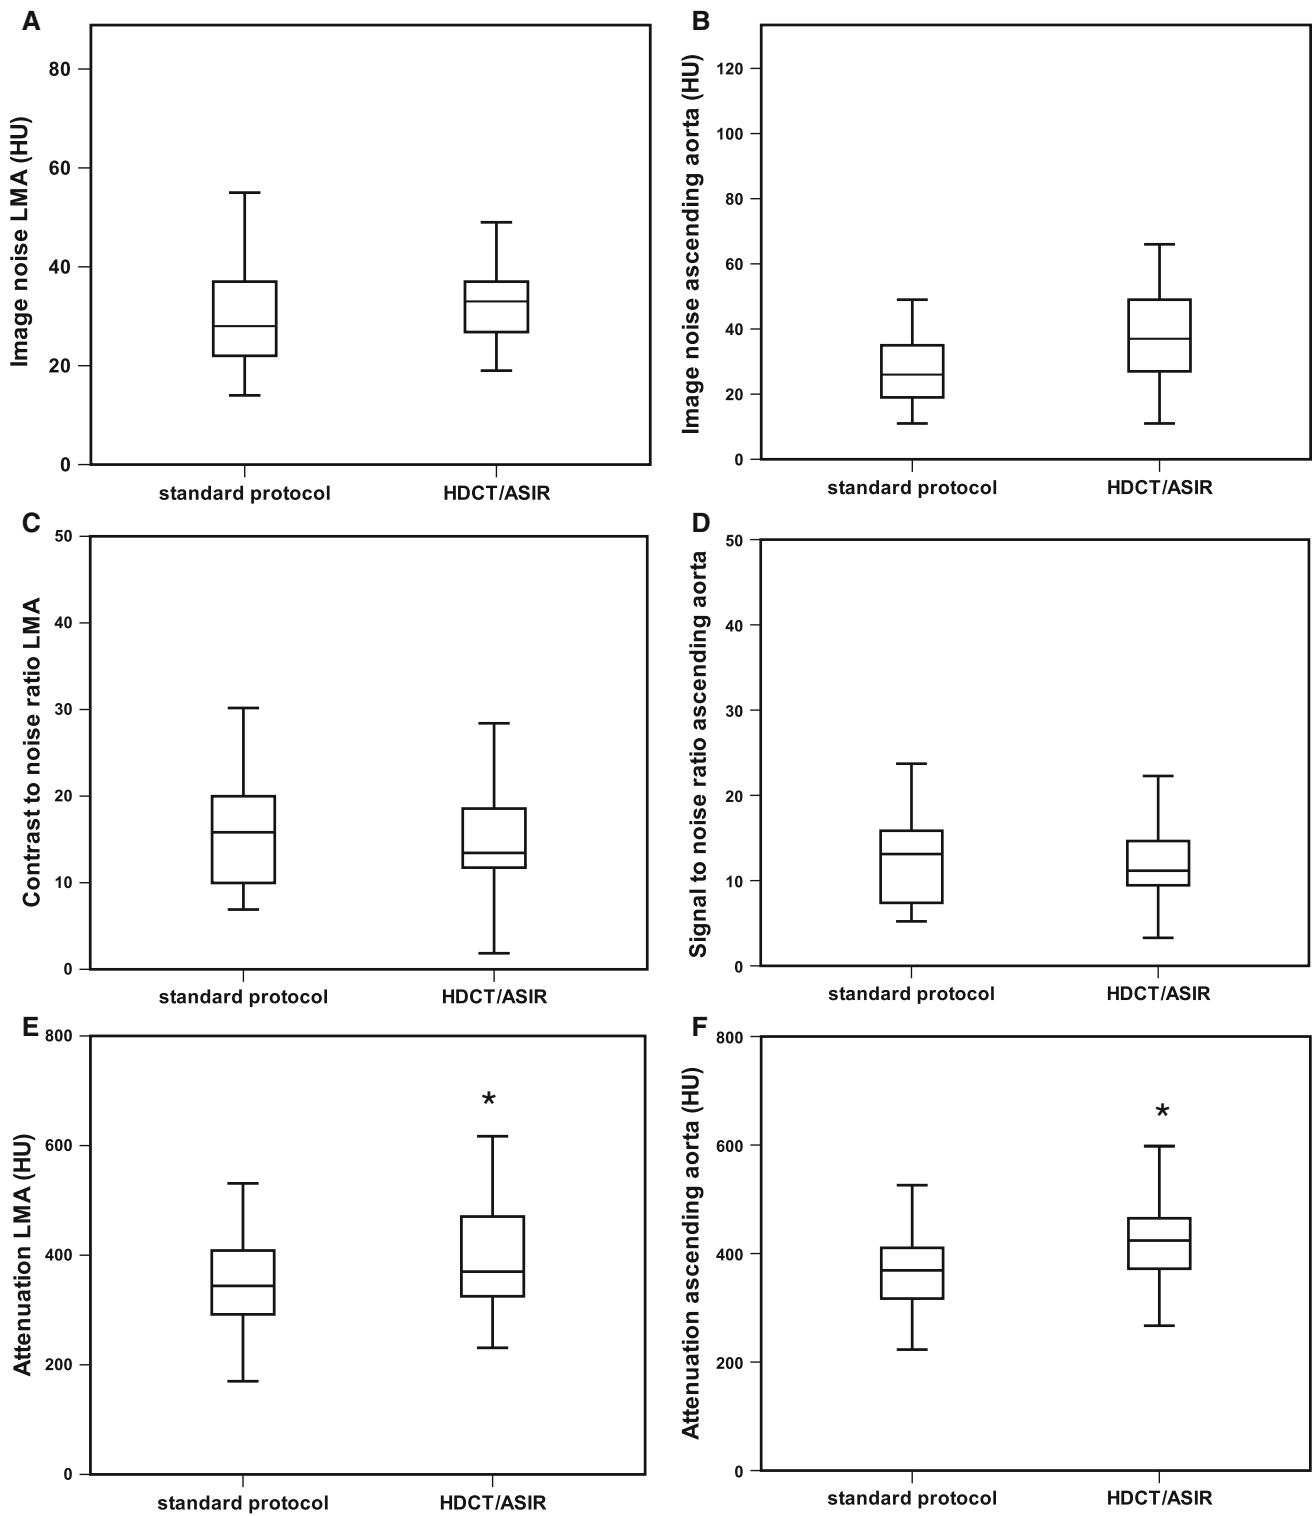 A
Image noise LMA (HU)
80
60
40
20
0
standard protocol
HDCT/ASIR
B
Image noise ascending aorta (HU)
120
100
80
60
40
20
0
standard protocol
HDCT/ASIR
C
Contrast to noise ratio LMA
50
40
30
20
10
0
standard protocol
HDCT/ASIR
D
Signal to noise ratio ascending aorta
50
40
30
20
10
0
standard protocol
HDCT/ASIR
E
Attenuation LMA (HU)
800
600
400
200
0
*
standard protocol
HDCT/ASIR
F
Attenuation ascending aorta (HU)
800
600
400
200
0
*
standard protocol
HDCT/ASIR